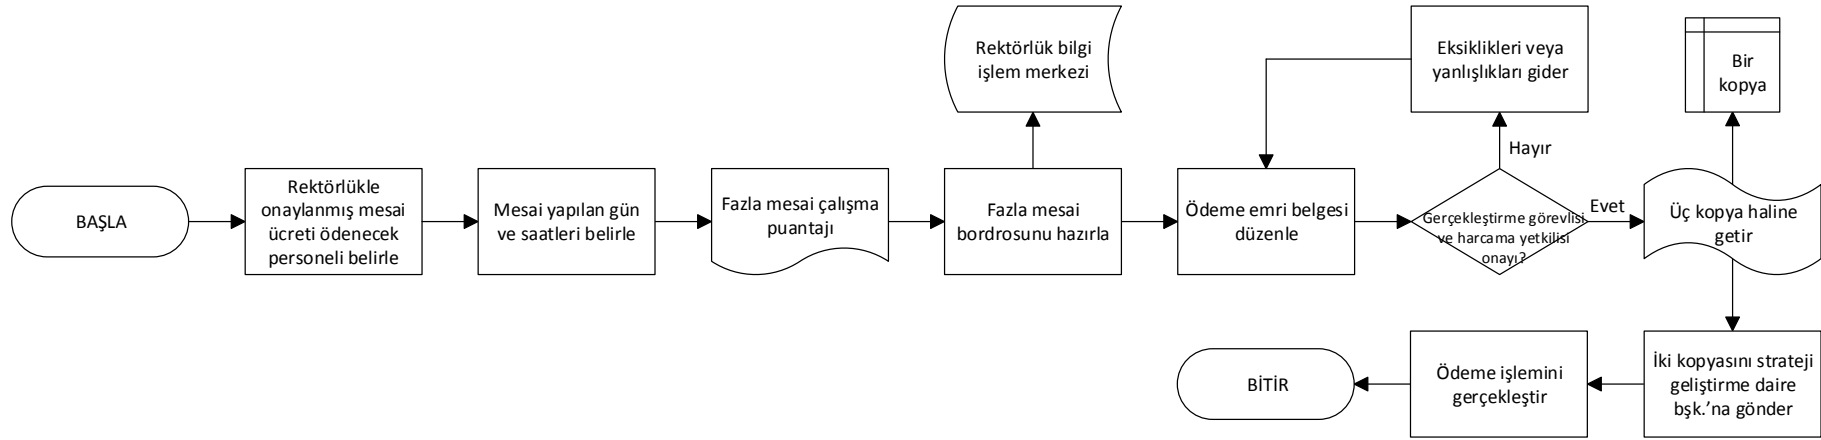 BAŞLA
Rektörlükle
onaylanmış mesai
ücreti ödenecek
personeli belirle
Mesai yapılan gün
ve saatleri belirle
Fazla mesai çalışma
puantajı
Fazla mesai
bordrosunu hazırla
Rektörlük bilgi
işlem merkezi
Ödeme emri belgesi
düzenle
Gerçekleştirme görevlisi
ve harcama yetkilisi
onayı?
Hayır
Eksiklikleri veya
yanlışlıkları gider
Evet
Üç kopya haline
getir
Bir
kopya
İki kopyasını strateji
geliştirme daire
bşk.’na gönder
Ödeme işlemini
gerçekleştir
BİTİR